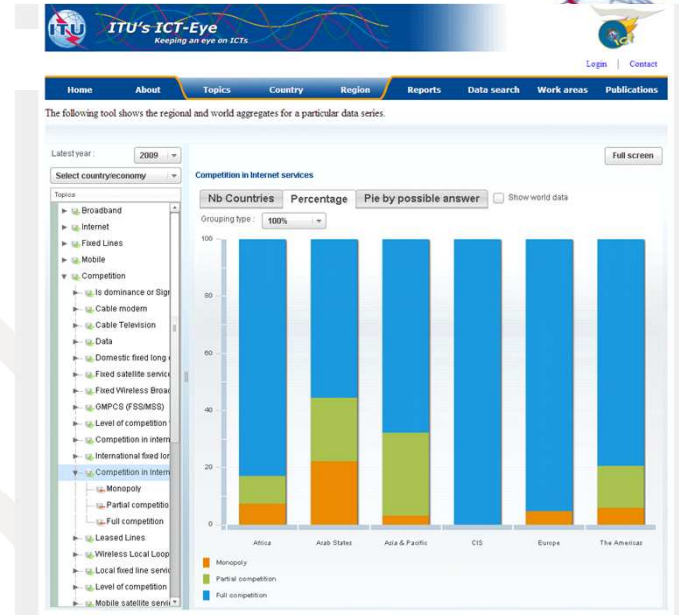 ITU's ICT-Eye
Keeping an eye on ICTs
Login | Contact
Home About Topics Country Region Reports Data search Work areas Publications
The following tool shows the regional and world aggregates for a particular data series.
Latest year : 2009
Full screen
Select country/economy
Competition in Internet services
Topics
Nb Countries Percentage Pie by possible answer Show world data
Grouping type : 100%
Broadband
Internet
Fixed Lines
Mobile
Competition
Is dominance or Sigr
Cable modem
Cable Television
Data
Domestic fixed long
Fixed satellite service
Fixed Wireless Broad
GMPCS (FSS/MSS)
Level of competition
Competition in intern
International fixed lor
Competition in Intern
Monopoly
Partial competitio
Full competition
Leased Lines
Wireless Local Loop
Local fixed line servic
Level of competition
Mobile satellite servic
100
80
60
40
20
0
Africa Arab States Asia & Pacific CIS Europe The Americas
Monopoly
Partial competition
Full competition